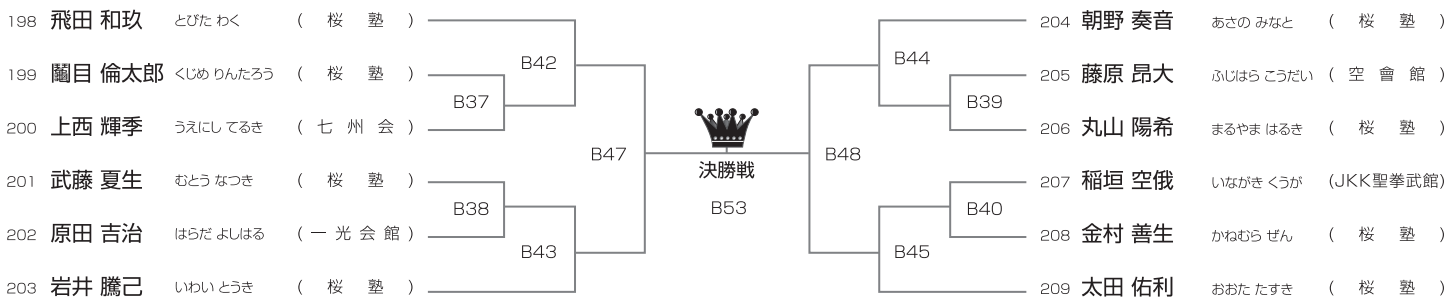 198 飛田 和玖 とびた わく (桜塾)
199 鬮目 倫太郎 くじめ りんたろう (桜塾)
200 上西 輝季 うえにし てるき (七州会)
201 武藤 夏生 むとう なつき (桜塾)
202 原田 吉治 はらだ よしはる (一光会館)
203 岩井 騰己 いわい とうき (桜塾)
B42
B37
B38
B43
B47
決勝戦
B53
B48
B44
B39
B40
B45
204 朝野 奏音 あさの みなと (桜塾)
205 藤原 昂大 ふじはら こうだい (空會館)
206 丸山 陽希 まるやま はるき (桜塾)
207 稲垣 空俄 いながき くうが (JKK聖拳武館)
208 金村 善生 かねむら ぜん (桜塾)
209 太田 佑利 おおた たすき (桜塾)